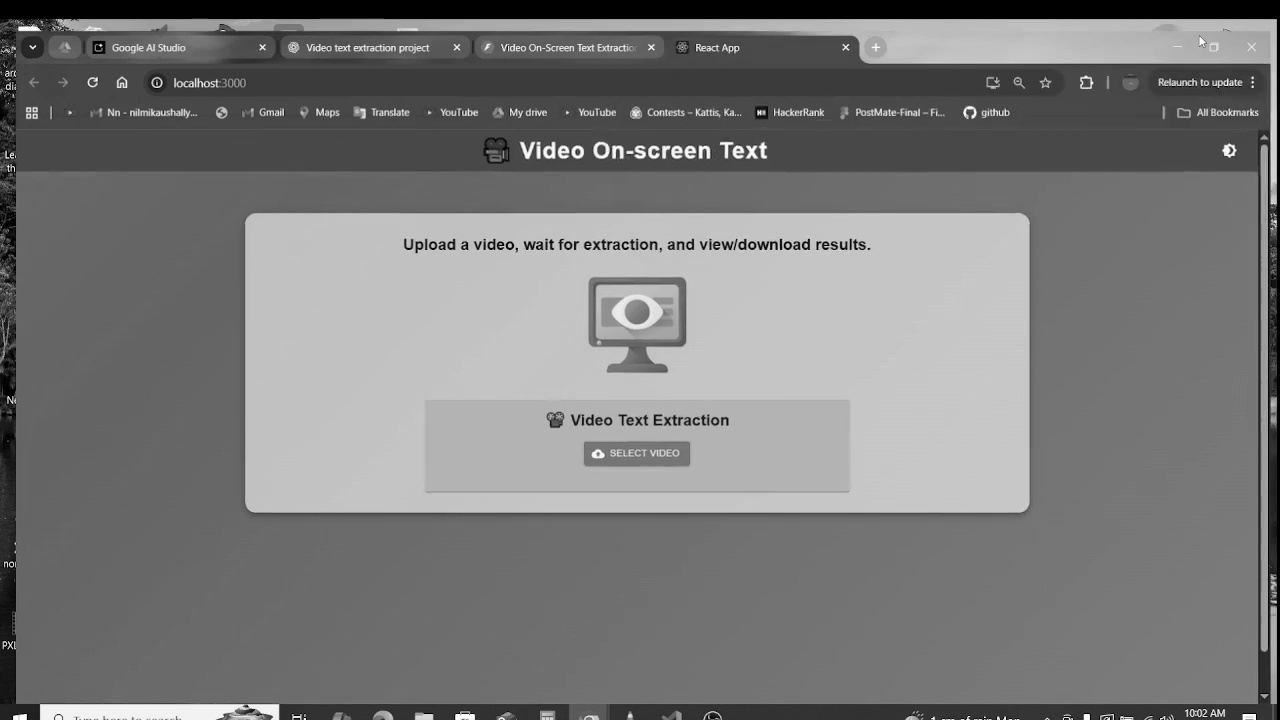 Google AI Studio
Video text extraction project
Video On-Screen Text Extractio
React App
localhost:3000
Relaunch to update
Nn - nilmikaushally...
Gmail
Maps
Translate
YouTube
My drive
YouTube
Contests – Kattis, Ka...
HackerRank
PostMate-Final – Fi...
github
All Bookmarks
Video On-screen Text
Upload a video, wait for extraction, and view/download results.
Video Text Extraction
SELECT VIDEO
Type here to search
10:02 AM